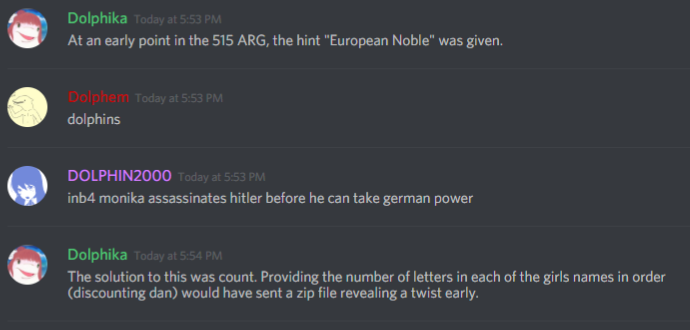 Dolphika Today at 5:53 PM
At an early point in the 515 ARG, the hint "European Noble" was given.
Dolphem Today at 5:53 PM
dolphins
DOLPHIN2000 Today at 5:53 PM
inb4 monika assassinates hitler before he can take german power
Dolphika Today at 5:54 PM
The solution to this was count. Providing the number of letters in each of the girls names in order
(discounting dan) would have sent a zip file revealing a twist early.